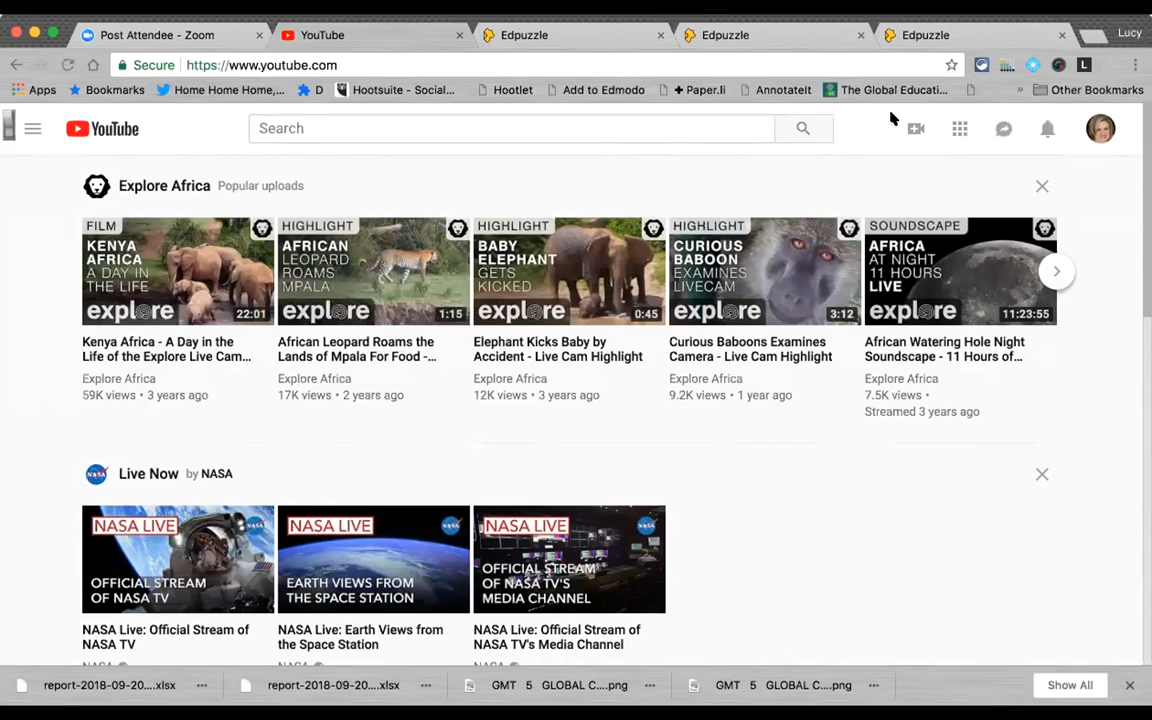 Post Attendee - Zoom
YouTube
Edpuzzle
Edpuzzle
Edpuzzle
Lucy
Secure https://www.youtube.com
Apps Bookmarks Home Home Home,... D Hootsuite - Social... Hootlet Add to Edmodo + Paper.li AnnotateIt The Global Educati... » Other Bookmarks
YouTube
Search
Explore Africa Popular uploads
FILM
KENYA
AFRICA
A DAY IN
THE LIFE
explore
22:01
HIGHLIGHT
AFRICAN
LEOPARD
ROAMS
MPALA
explore
1:15
HIGHLIGHT
BABY
ELEPHANT
GETS
KICKED
explore
0:45
HIGHLIGHT
CURIOUS
BABOON
EXAMINES
LIVECAM
explore
3:12
SOUNDSCAPE
AFRICA
AT NIGHT
11 HOURS
LIVE
explore
11:23:55
Kenya Africa - A Day in the
Life of the Explore Live Cam...
Explore Africa
59K views • 3 years ago
African Leopard Roams the
Lands of Mpala For Food -...
Explore Africa
17K views • 2 years ago
Elephant Kicks Baby by
Accident - Live Cam Highlight
Explore Africa
12K views • 3 years ago
Curious Baboons Examines
Camera - Live Cam Highlight
Explore Africa
9.2K views • 1 year ago
African Watering Hole Night
Soundscape - 11 Hours of...
Explore Africa
7.5K views •
Streamed 3 years ago
Live Now by NASA
NASA LIVE
OFFICIAL STREAM
OF NASA TV
NASA LIVE
EARTH VIEWS FROM
THE SPACE STATION
NASA LIVE
OFFICIAL STREAM
OF NASA TV'S
MEDIA CHANNEL
NASA Live: Official Stream of
NASA TV
NASA
NASA Live: Earth Views from
the Space Station
NASA
NASA Live: Official Stream of
NASA TV's Media Channel
NASA
report-2018-09-20....xlsx
report-2018-09-20....xlsx
GMT 5 GLOBAL C....png
GMT 5 GLOBAL C....png
Show All